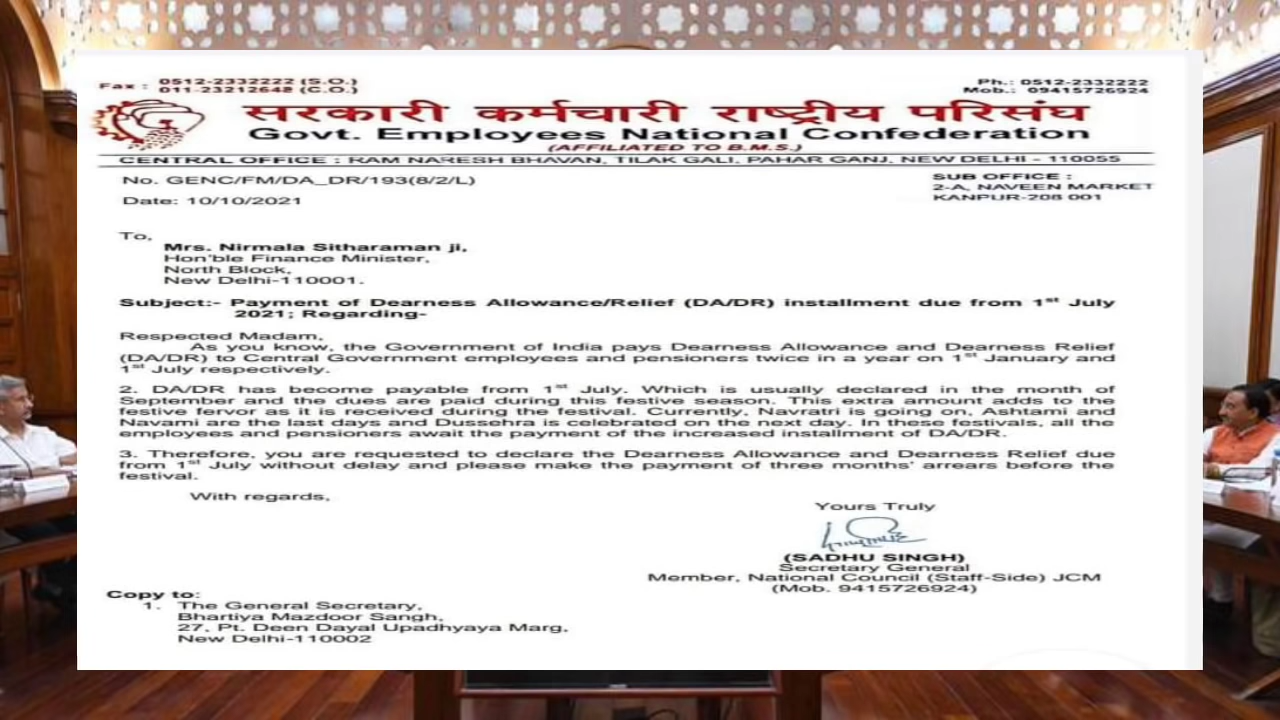 Fax : 0512-2332222 (S.O.)
011-23212648 (C.O.)
Ph.: 0512-2332222
Mob.: 09415726924
सरकारी कर्मचारी राष्ट्रीय परिसंघ
Govt. Employees National Confederation
(AFFILIATED TO B.M.S.)
CENTRAL OFFICE : RAM NARESH BHAVAN, TILAK GALI, PAHAR GANJ, NEW DELHI - 110055
No. GENC/FM/DA_DR/193(8/2/L)
Date: 10/10/2021
SUB OFFICE :
2-A, NAVEEN MARKET
KANPUR-208 001
To,
Mrs. Nirmala Sitharaman ji,
Hon'ble Finance Minister,
North Block,
New Delhi-110001.
Subject:- Payment of Dearness Allowance/Relief (DA/DR) installment due from 1st July
2021; Regarding-
Respected Madam,
As you know, the Government of India pays Dearness Allowance and Dearness Relief
(DA/DR) to Central Government employees and pensioners twice in a year on 1st January and
1st July respectively.
2. DA/DR has become payable from 1st July. Which is usually declared in the month of
September and the dues are paid during this festive season. This extra amount adds to the
festive fervor as it is received during the festival. Currently, Navratri is going on, Ashtami and
Navami are the last days and Dussehra is celebrated on the next day. In these festivals, all the
employees and pensioners await the payment of the increased installment of DA/DR.
3. Therefore, you are requested to declare the Dearness Allowance and Dearness Relief due
from 1st July without delay and please make the payment of three months' arrears before the
festival.
With regards,
Yours Truly
(SADHU SINGH)
Secretary General
Member, National Council (Staff-Side) JCM
(Mob. 9415726924)
Copy to:
1. The General Secretary,
Bhartiya Mazdoor Sangh,
27, Pt. Deen Dayal Upadhyaya Marg,
New Delhi-110002